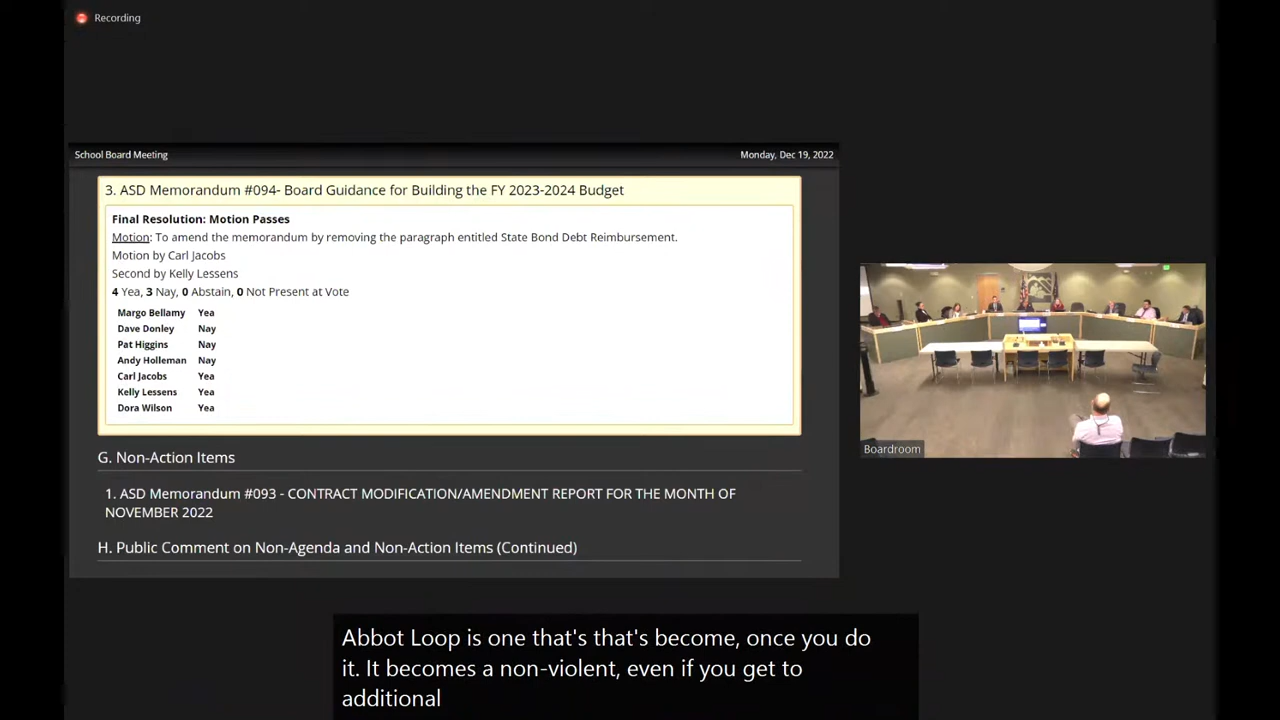 Recording
School Board Meeting
Monday, Dec 19, 2022
3. ASD Memorandum #094- Board Guidance for Building the FY 2023-2024 Budget
Final Resolution: Motion Passes
Motion: To amend the memorandum by removing the paragraph entitled State Bond Debt Reimbursement.
Motion by Carl Jacobs
Second by Kelly Lessens
4 Yea, 3 Nay, 0 Abstain, 0 Not Present at Vote
Margo Bellamy Yea
Dave Donley Nay
Pat Higgins Nay
Andy Holleman Nay
Carl Jacobs Yea
Kelly Lessens Yea
Dora Wilson Yea
G. Non-Action Items
1. ASD Memorandum #093 - CONTRACT MODIFICATION/AMENDMENT REPORT FOR THE MONTH OF
NOVEMBER 2022
H. Public Comment on Non-Agenda and Non-Action Items (Continued)
Boardroom
Abbot Loop is one that's that's become, once you do
it. It becomes a non-violent, even if you get to
additional